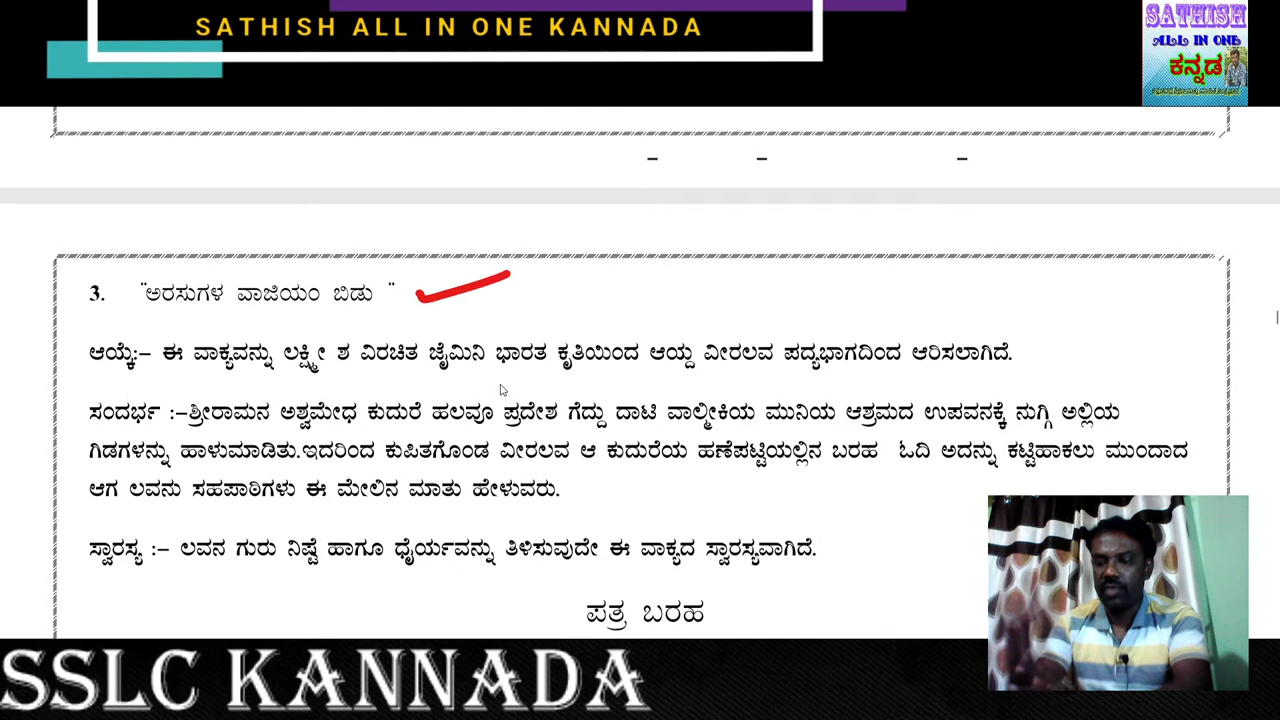 SATHISH ALL IN ONE KANNADA
SATHISH
ALL IN ONE
ಕನ್ನಡ
3. "ಅರಸುಗಳ ವಾಜಿಯಂ ಬಿಡು "
ಆಯ್ಕೆ:- ಈ ವಾಕ್ಯವನ್ನು ಲಕ್ಷ್ಮೀ ಶ ವಿರಚಿತ ಜೈಮಿನಿ ಭಾರತ ಕೃತಿಯಿಂದ ಆಯ್ದ ವೀರಲವ ಪದ್ಯಭಾಗದಿಂದ ಆರಿಸಲಾಗಿದೆ.
ಸಂದರ್ಭ :-ಶ್ರೀರಾಮನ ಅಶ್ವಮೇಧ ಕುದುರೆ ಹಲವೂ ಪ್ರದೇಶ ಗೆದ್ದು ದಾಟಿ ವಾಲ್ಮೀಕಿಯ ಮುನಿಯ ಆಶ್ರಮದ ಉಪವನಕ್ಕೆ ನುಗ್ಗಿ ಅಲ್ಲಿಯ
ಗಿಡಗಳನ್ನು ಹಾಳುಮಾಡಿತು.ಇದರಿಂದ ಕುಪಿತಗೊಂಡ ವೀರಲವ ಆ ಕುದುರೆಯ ಹಣೆಪಟ್ಟಿಯಲ್ಲಿನ ಬರಹ ಓದಿ ಅದನ್ನು ಕಟ್ಟಿಹಾಕಲು ಮುಂದಾದ
ಆಗ ಲವನು ಸಹಪಾಠಿಗಳು ಈ ಮೇಲಿನ ಮಾತು ಹೇಳುವರು.
ಸ್ವಾರಸ್ಯ :- ಲವನ ಗುರು ನಿಷ್ಟೆ ಹಾಗೂ ಧೈರ್ಯವನ್ನು ತಿಳಿಸುವುದೇ ಈ ವಾಕ್ಯದ ಸ್ವಾರಸ್ಯವಾಗಿದೆ.
ಪತ್ರ ಬರಹ
SSLC KANNADA